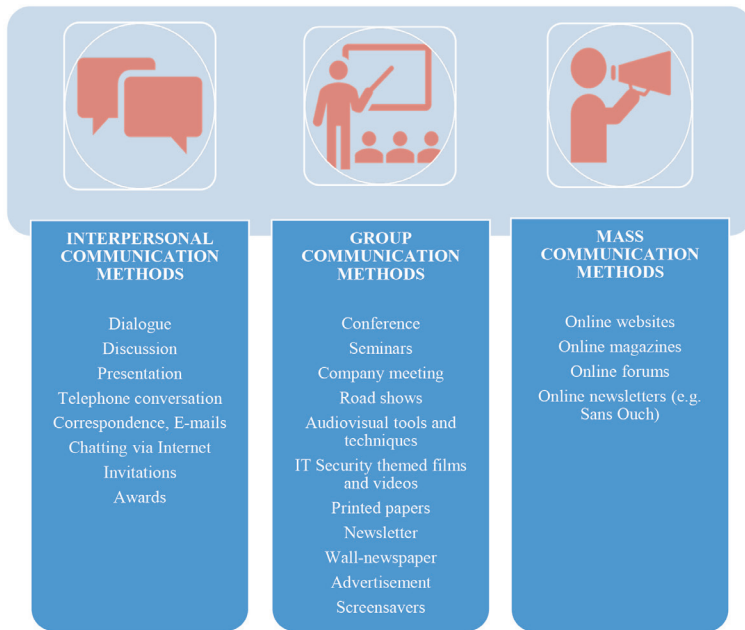 INTERPERSONAL
COMMUNICATION
METHODS
Dialogue
Discussion
Presentation
Telephone conversation
Correspondence, E-mails
Chatting via Internet
Invitations
Awards
GROUP
COMMUNICATION
METHODS
Conference
Seminars
Company meeting
Road shows
Audiovisual tools and
techniques
IT Security themed films
and videos
Printed papers
Newsletter
Wall-newspaper
Advertisement
Screensavers
MASS
COMMUNICATION
METHODS
Online websites
Online magazines
Online forums
Online newsletters (e.g.
Sans Ouch)